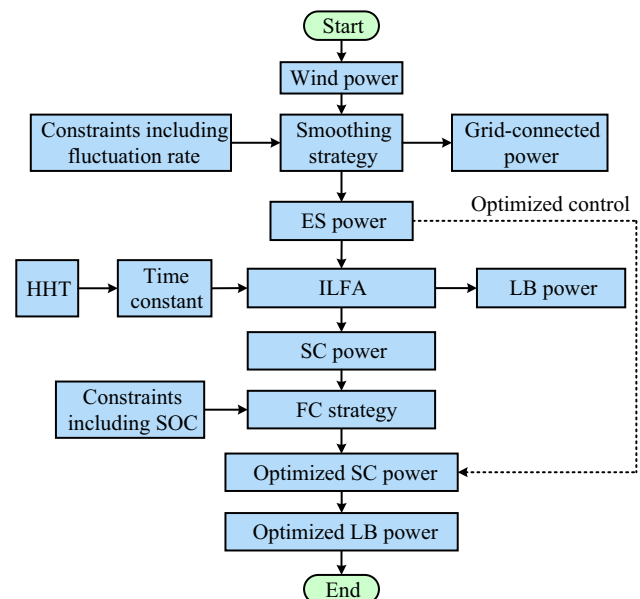 Start
Wind power
Constraints including
fluctuation rate
Smoothing
strategy
Grid-connected
power
ES power
Optimized control
HHT
Time
constant
ILFA
LB power
SC power
Constraints
including SOC
FC strategy
Optimized SC power
Optimized LB power
End